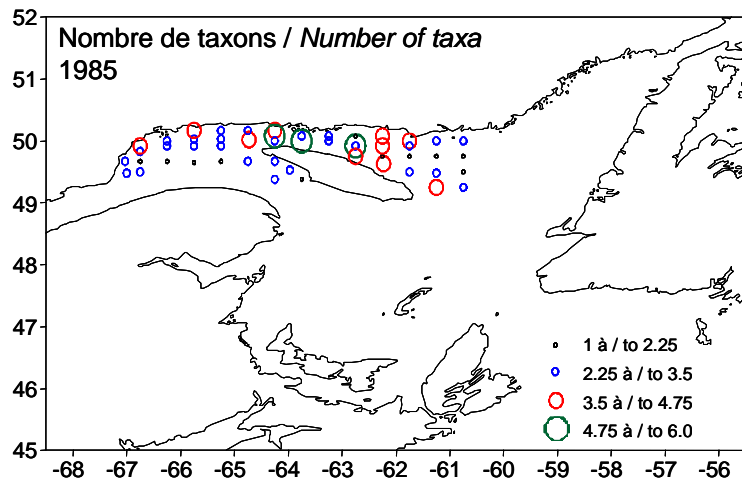 Nombre de taxons / Number of taxa
1985
52
51
50
49
48
47
46
45
1 à / to 2.25
2.25 à / to 3.5
3.5 à / to 4.75
4.75 à / to 6.0
-68 -67 -66 -65 -64 -63 -62 -61 -60 -59 -58 -57 -56